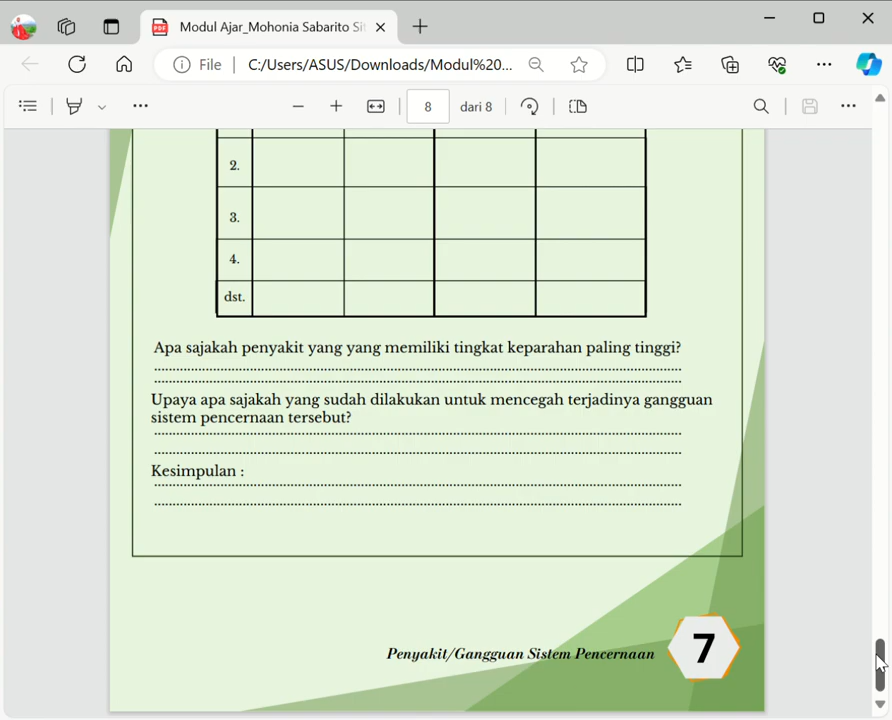 PDF
Modul Ajar_Mohonia Sabarito Sit
File
C:/Users/ASUS/Downloads/Modul%20...
8
dari 8
2.
3.
4.
dst.
Apa sajakah penyakit yang yang memiliki tingkat keparahan paling tinggi?
Upaya apa sajakah yang sudah dilakukan untuk mencegah terjadinya gangguan
sistem pencernaan tersebut?
Kesimpulan :
Penyakit/Gangguan Sistem Pencernaan
7